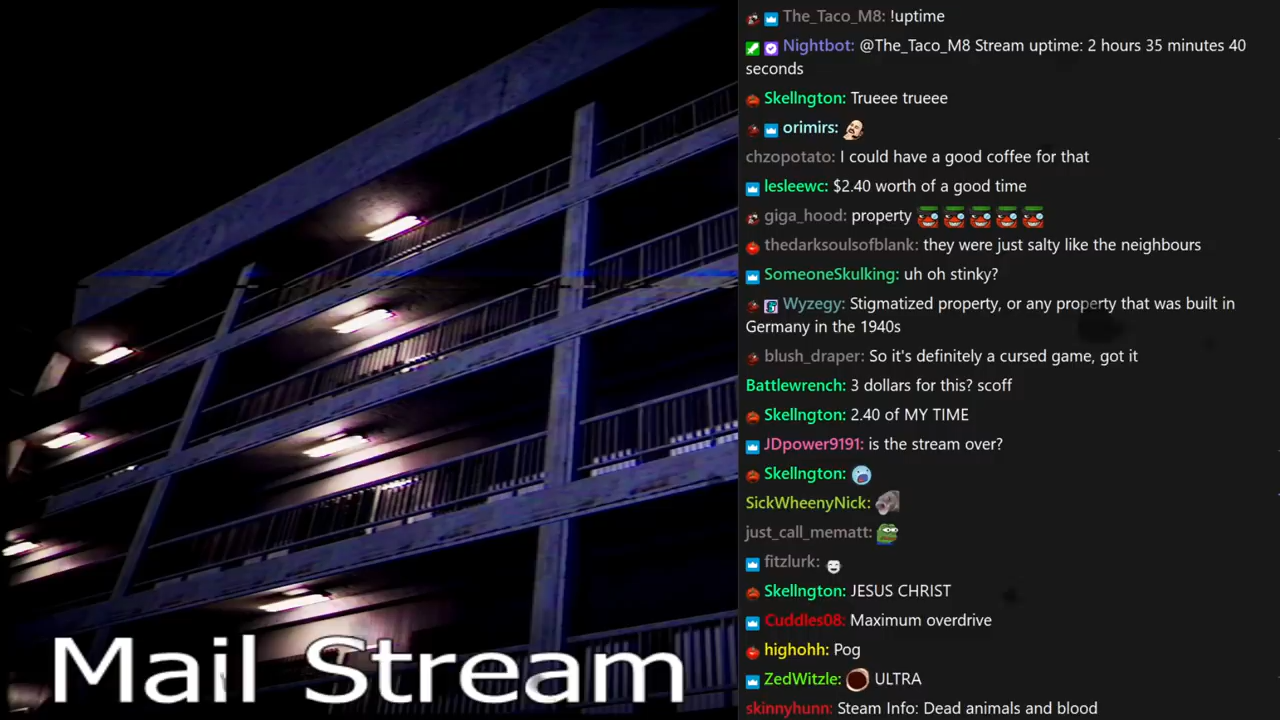 The_Taco_M8: !uptime
Nightbot: @The_Taco_M8 Stream uptime: 2 hours 35 minutes 40
seconds
Skellngton: Trueee trueee
orimirs:
chzopotato: I could have a good coffee for that
lesleewc: $2.40 worth of a good time
giga_hood: property
thedarksoulsofblank: they were just salty like the neighbours
SomeoneSkulking: uh oh stinky?
Wyzegy: Stigmatized property, or any property that was built in
Germany in the 1940s
blush_draper: So it's definitely a cursed game, got it
Battlewrench: 3 dollars for this? scoff
Skellngton: 2.40 of MY TIME
JDpower9191: is the stream over?
Skellngton:
SickWheenyNick:
just_call_mematt:
fitzlurk:
Skellngton: JESUS CHRIST
Cuddles08: Maximum overdrive
highohh: Pog
ZedWitzle: ULTRA
skinnyhunn: Steam Info: Dead animals and blood
Mail Stream